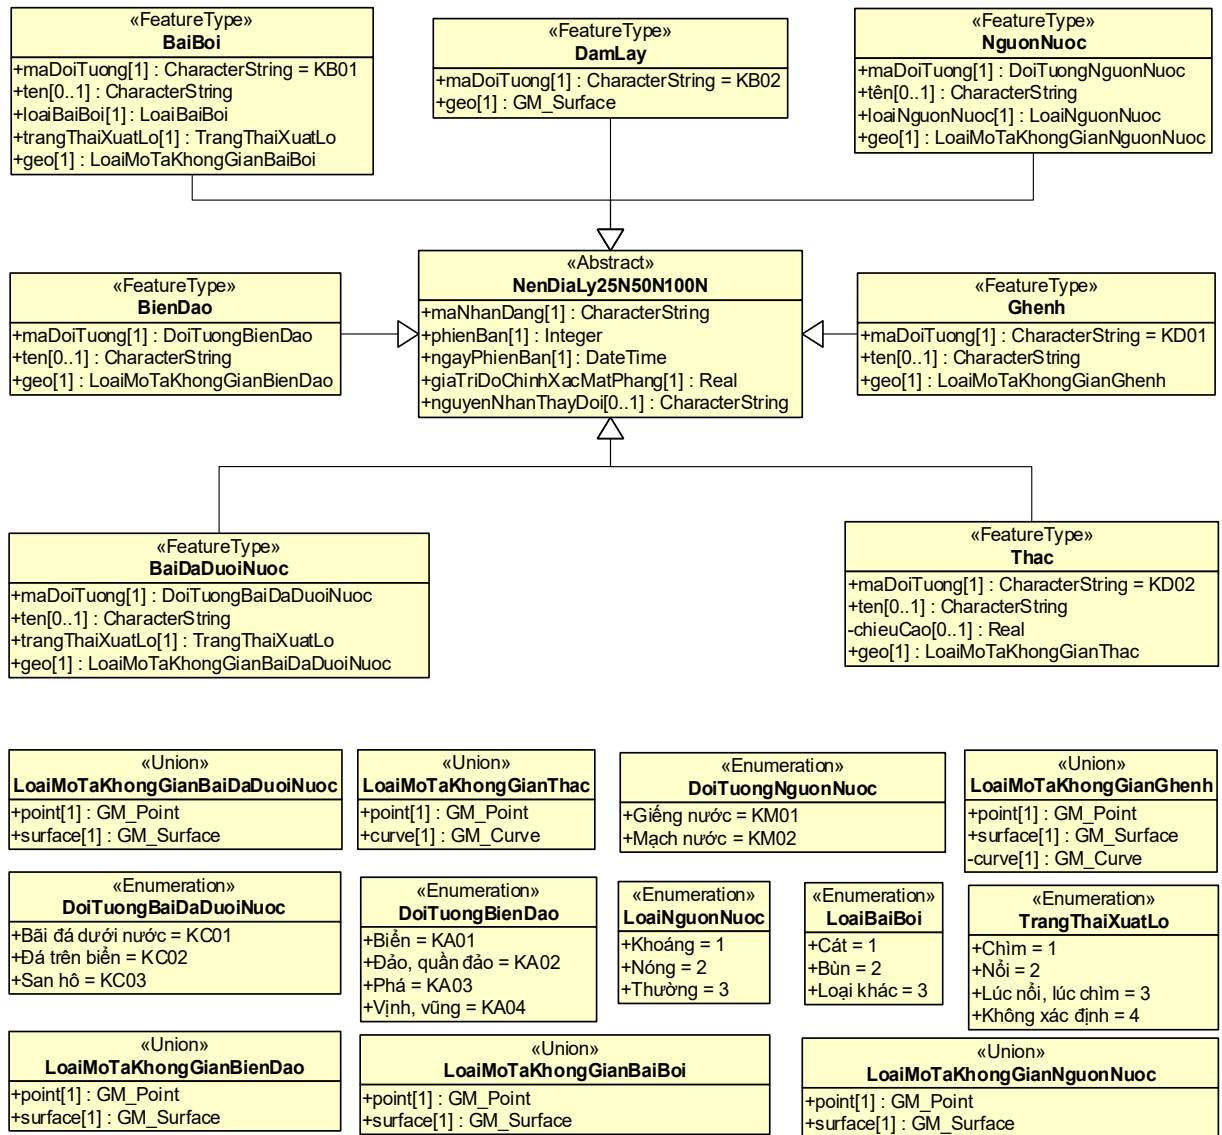 «FeatureType»
BaiBoi
+maDoiTuong[1] : CharacterString = KB01
+ten[0..1] : CharacterString
+loaiBaiBoi[1] : LoaiBaiBoi
+trangThaiXuatLo[1] : TrangThaiXuatLo
+geo[1] : LoaiMoTaKhongGianBaiBoi
«FeatureType»
DamLay
+maDoiTuong[1] : CharacterString = KB02
+geo[1] : GM_Surface
«FeatureType»
NguonNuoc
+maDoiTuong[1] : DoiTuongNguonNuoc
+tên[0..1] : CharacterString
+loaiNguonNuoc[1] : LoaiNguonNuoc
+geo[1] : LoaiMoTaKhongGianNguonNuoc
«FeatureType»
BienDao
+maDoiTuong[1] : DoiTuongBienDao
+ten[0..1] : CharacterString
+geo[1] : LoaiMoTaKhongGianBienDao
«Abstract»
NenDiaLy25N50N100N
+maNhanDang[1] : CharacterString
+phienBan[1] : Integer
+ngayPhienBan[1] : DateTime
+giaTriDoChinhXacMatPhang[1] : Real
+nguyenNhanThayDoi[0..1] : CharacterString
«FeatureType»
Ghenh
+maDoiTuong[1] : CharacterString = KD01
+ten[0..1] : CharacterString
+geo[1] : LoaiMoTaKhongGianGhenh
«FeatureType»
BaiDaDuoiNuoc
+maDoiTuong[1] : DoiTuongBaiDaDuoiNuoc
+ten[0..1] : CharacterString
+trangThaiXuatLo[1] : TrangThaiXuatLo
+geo[1] : LoaiMoTaKhongGianBaiDaDuoiNuoc
«FeatureType»
Thac
+maDoiTuong[1] : CharacterString = KD02
+ten[0..1] : CharacterString
-chieuCao[0..1] : Real
+geo[1] : LoaiMoTaKhongGianThac
«Union»
LoaiMoTaKhongGianBaiDaDuoiNuoc
+point[1] : GM_Point
+surface[1] : GM_Surface
«Union»
LoaiMoTaKhongGianThac
+point[1] : GM_Point
+curve[1] : GM_Curve
«Enumeration»
DoiTuongNguonNuoc
+Giếng nước = KM01
+Mạch nước = KM02
«Union»
LoaiMoTaKhongGianGhenh
+point[1] : GM_Point
+surface[1] : GM_Surface
-curve[1] : GM_Curve
«Enumeration»
DoiTuongBaiDaDuoiNuoc
+Bãi đá dưới nước = KC01
+Đá trên biển = KC02
+San hô = KC03
«Enumeration»
DoiTuongBienDao
+Biển = KA01
+Đảo, quần đảo = KA02
+Phá = KA03
+Vịnh, vũng = KA04
«Enumeration»
LoaiNguonNuoc
+Khoáng = 1
+Nóng = 2
+Thường = 3
«Enumeration»
LoaiBaiBoi
+Cát = 1
+Bùn = 2
+Loại khác = 3
«Enumeration»
TrangThaiXuatLo
+Chìm = 1
+Nổi = 2
+Lúc nổi, lúc chìm = 3
+Không xác định = 4
«Union»
LoaiMoTaKhongGianBienDao
+point[1] : GM_Point
+surface[1] : GM_Surface
«Union»
LoaiMoTaKhongGianBaiBoi
+point[1] : GM_Point
+surface[1] : GM_Surface
«Union»
LoaiMoTaKhongGianNguonNuoc
+point[1] : GM_Point
+surface[1] : GM_Surface